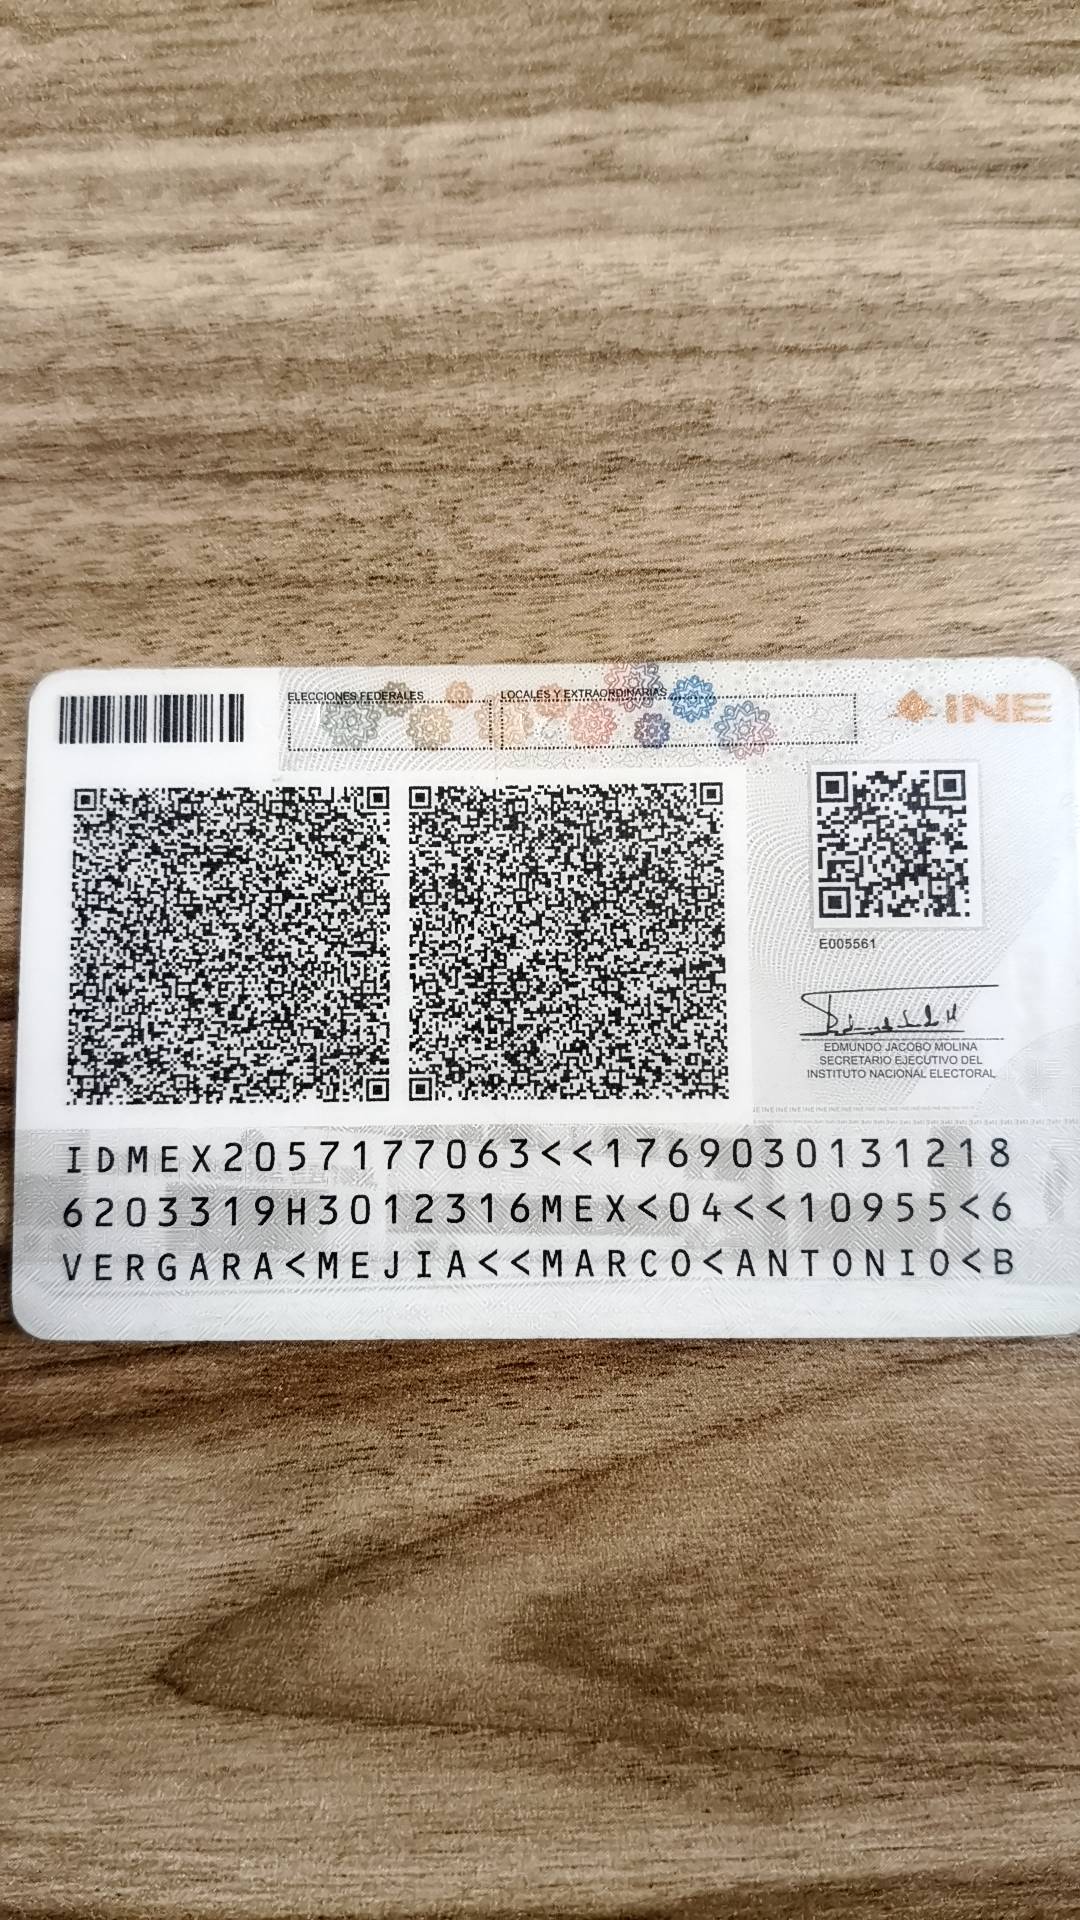 ELECCIONES FEDERALES
LOCALES Y EXTRAORDINARIAS
INE
E005561
EDMUNDO JACOBO MOLINA
SECRETARIO EJECUTIVO DEL
INSTITUTO NACIONAL ELECTORAL
IDMEX2057177063<<1769030131218
6203319H3012316MEX<04<<10955<6
VERGARA<MEJIA<<MARCO<ANTONIO<B